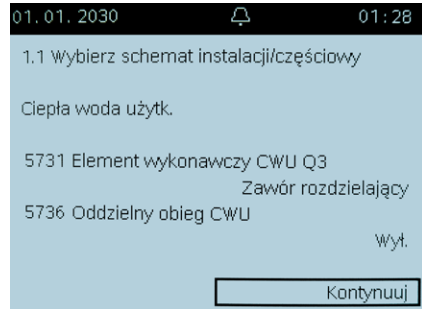 01.01.2030 01:28
1.1 Wybierz schemat instalacji/częściowy
Ciepła woda użytk.
5731 Element wykonawczy CWU Q3
Zawór rozdzielający
5736 Oddzielny obieg CWU
Wył.
Kontynuuj